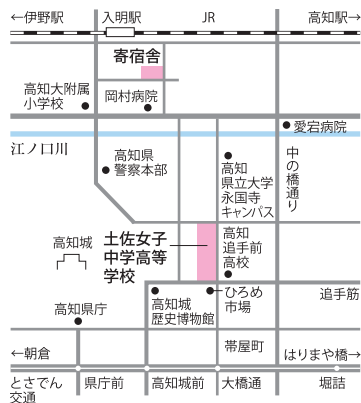 ←伊野駅
入明駅
JR
高知駅→
寄宿舎
高知大附属
小学校
岡村病院
愛宕病院
江ノ口川
高知県
警察本部
高知
県立大学
永国寺
キャンパス
中の橋通り
高知城
土佐女子
中学高等
学校
高知
追手前
高校
高知県庁
高知城
歴史博物館
ひろめ
市場
追手筋
帯屋町
←朝倉
はりまや橋→
とさでん
交通
県庁前
高知城前
大橋通
堀詰